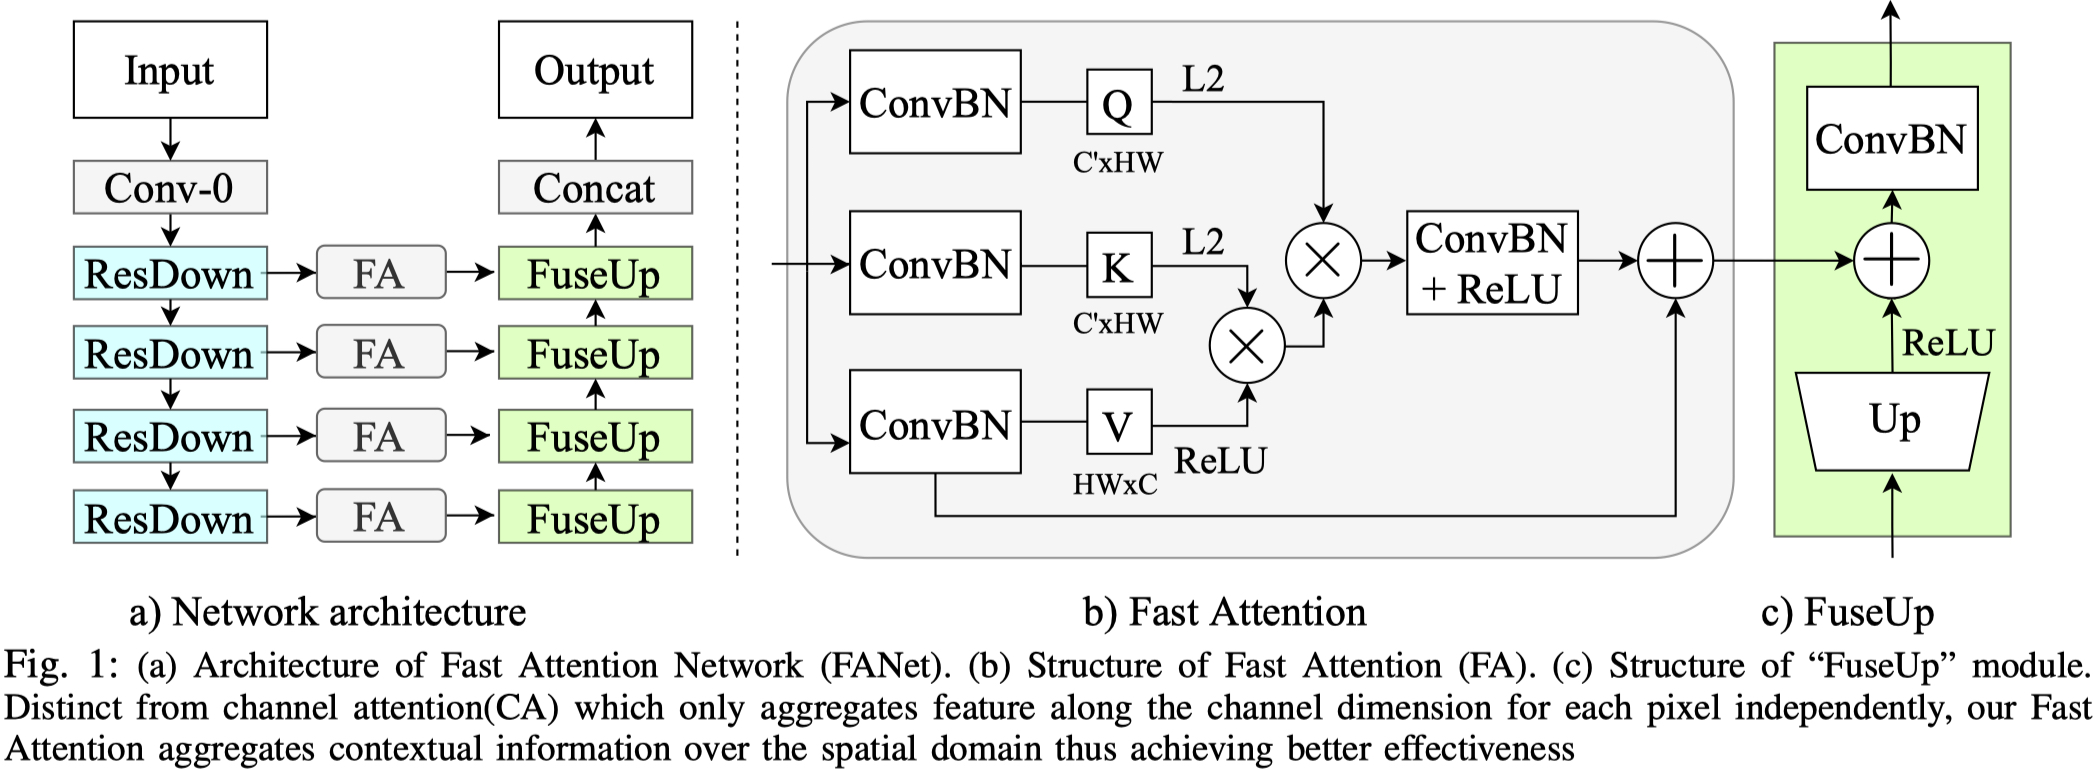 Input
Output
Conv-0
Concat
ResDown
FA
FuseUp
ResDown
FA
FuseUp
ResDown
FA
FuseUp
ResDown
FA
FuseUp
a) Network architecture
ConvBN
Q
L2
C'xHW
ConvBN
K
L2
C'xHW
ConvBN
V
ReLU
HWxC
ConvBN
+ ReLU
b) Fast Attention
ConvBN
ReLU
Up
c) FuseUp
Fig. 1: (a) Architecture of Fast Attention Network (FANet). (b) Structure of Fast Attention (FA). (c) Structure of “FuseUp” module.
Distinct from channel attention(CA) which only aggregates feature along the channel dimension for each pixel independently, our Fast
Attention aggregates contextual information over the spatial domain thus achieving better effectiveness